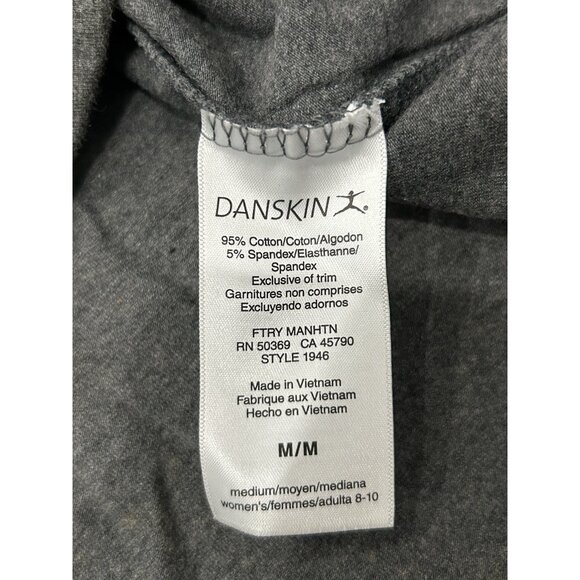 DANSKIN
95% Cotton/Coton/Algodon
5% Spandex/Elasthanne/
Spandex
Exclusive of trim
Garnitures non comprises
Excluyendo adornos
FTRY MANHTN
RN 50369 CA 45790
STYLE 1946
Made in Vietnam
Fabrique aux Vietnam
Hecho en Vietnam
M/M
medium/moyen/mediana
women's/femmes/adulta 8-10